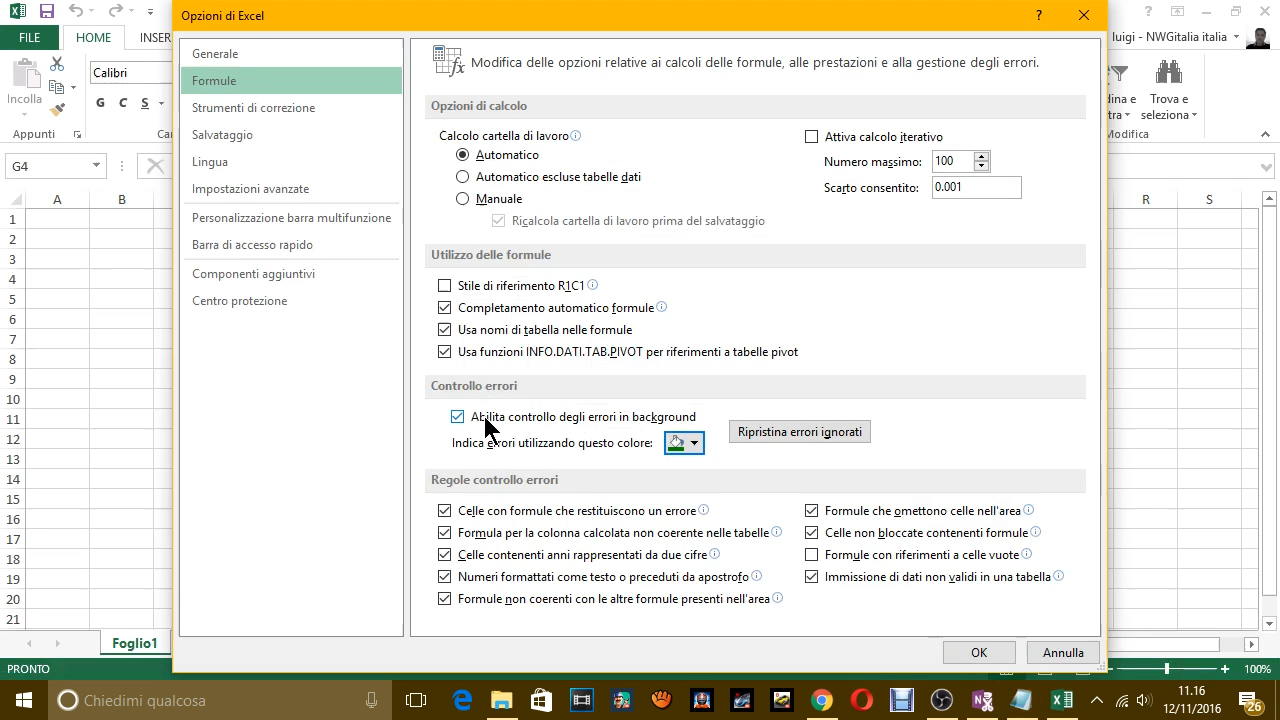 Opzioni di Excel
?
FILE
HOME
INSER
luigi - NWGitalia italia
Incolla
Calibri
G C S
Appunti
Car
dina e
tra
Trova e
seleziona
Modifica
G4
A B R S
1
2
3
4
5
6
7
8
9
10
11
12
13
14
15
16
17
18
19
20
21
Generale
Formule
Strumenti di correzione
Salvataggio
Lingua
Impostazioni avanzate
Personalizzazione barra multifunzione
Barra di accesso rapido
Componenti aggiuntivi
Centro protezione
Modifica delle opzioni relative ai calcoli delle formule, alle prestazioni e alla gestione degli errori.
Opzioni di calcolo
Calcolo cartella di lavoro
Automatico
Automatico escluse tabelle dati
Manuale
Ricalcola cartella di lavoro prima del salvataggio
Attiva calcolo iterativo
Numero massimo: 100
Scarto consentito: 0.001
Utilizzo delle formule
Stile di riferimento R1C1
Completamento automatico formule
Usa nomi di tabella nelle formule
Usa funzioni INFO.DATI.TAB.PIVOT per riferimenti a tabelle pivot
Controllo errori
Abilita controllo degli errori in background
Indica errori utilizzando questo colore:
Ripristina errori ignorati
Regole controllo errori
Celle con formule che restituiscono un errore
Formula per la colonna calcolata non coerente nelle tabelle
Celle contenenti anni rappresentati da due cifre
Numeri formattati come testo o preceduti da apostrofo
Formule non coerenti con le altre formule presenti nell'area
Formule che omettono celle nell'area
Celle non bloccate contenenti formule
Formule con riferimenti a celle vuote
Immissione di dati non validi in una tabella
OK
Annulla
Foglio1
PRONTO
100%
Chiedimi qualcosa
11.16
12/11/2016
26